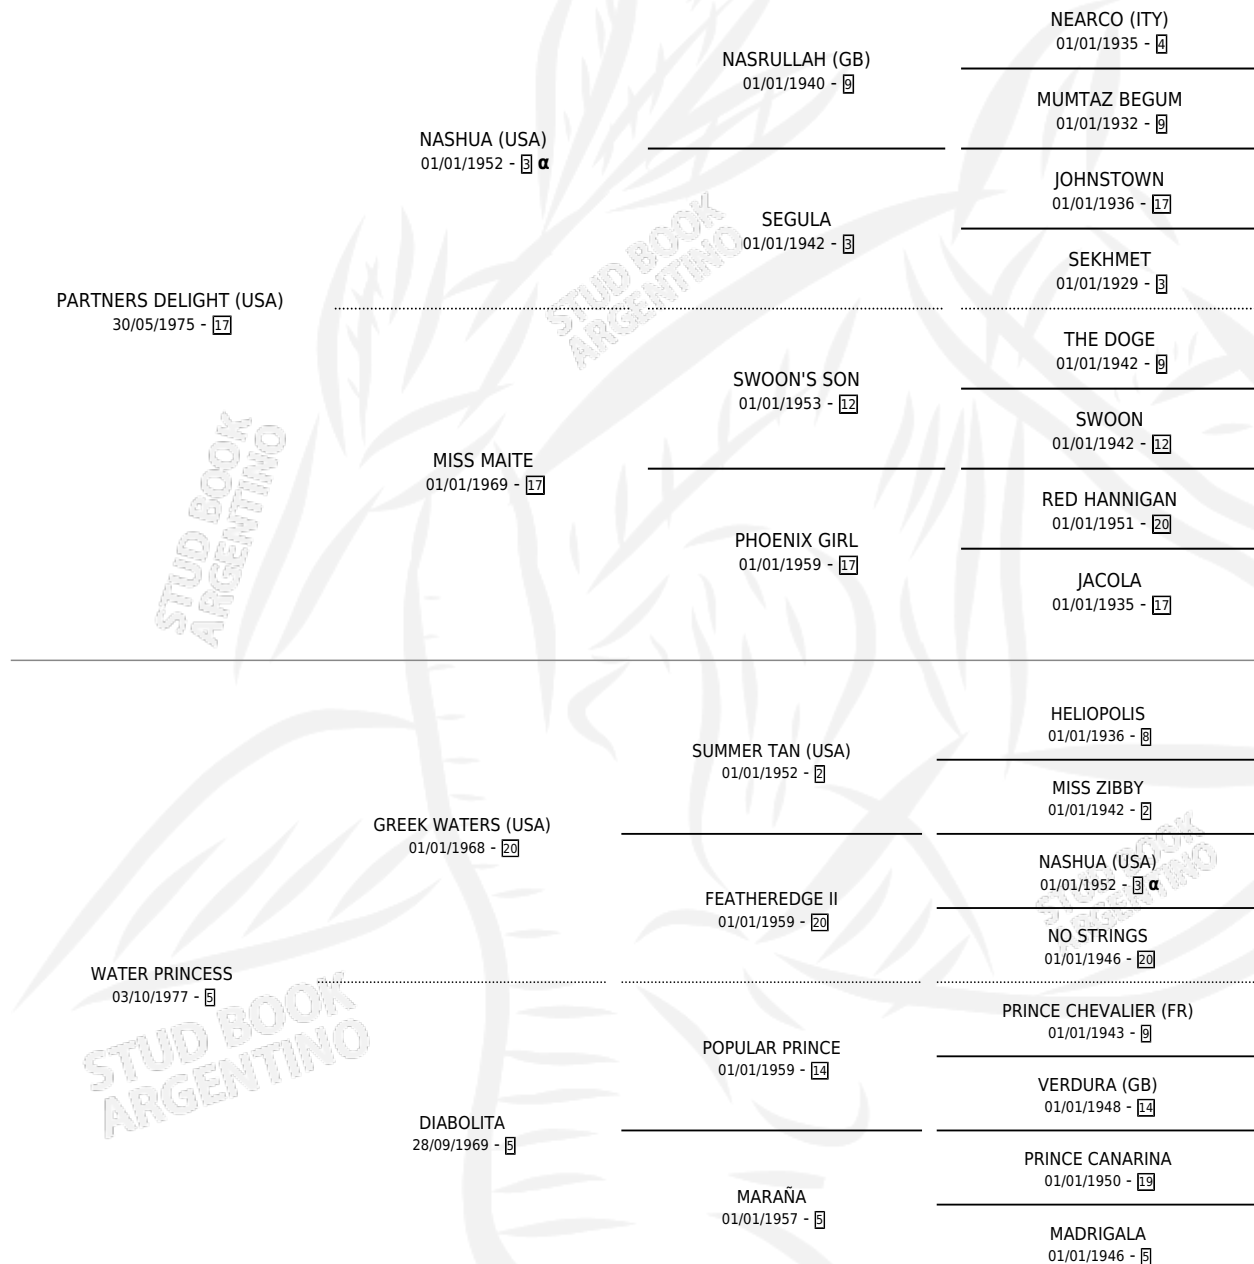 NEARCO (ITY)
01/01/1935 - 4
NASRULLAH (GB)
01/01/1940 - 9
MUMTAZ BEGUM
01/01/1932 - 9
NASHUA (USA)
01/01/1952 - 3 α
JOHNSTOWN
01/01/1936 - 17
SEGULA
01/01/1942 - 3
SEKHMET
01/01/1929 - 3
PARTNERS DELIGHT (USA)
30/05/1975 - 17
THE DOGE
01/01/1942 - 9
SWOON'S SON
01/01/1953 - 12
SWOON
01/01/1942 - 12
MISS MAITE
01/01/1969 - 17
RED HANNIGAN
01/01/1951 - 20
PHOENIX GIRL
01/01/1959 - 17
JACOLA
01/01/1935 - 17
HELIOPOLIS
01/01/1936 - 8
SUMMER TAN (USA)
01/01/1952 - 2
MISS ZIBBY
01/01/1942 - 2
GREEK WATERS (USA)
01/01/1968 - 20
NASHUA (USA)
01/01/1952 - 3 α
FEATHEREDGE II
01/01/1959 - 20
NO STRINGS
01/01/1946 - 20
WATER PRINCESS
03/10/1977 - 5
PRINCE CHEVALIER (FR)
01/01/1943 - 9
POPULAR PRINCE
01/01/1959 - 14
VERDURA (GB)
01/01/1948 - 14
DIABOLITA
28/09/1969 - 5
PRINCE CANARINA
01/01/1950 - 19
MARAÑA
01/01/1957 - 5
MADRIGALA
01/01/1946 - 5
STUD BOOK
ARGENTINO
STUD BOOK
ARGENTINO
STUD BOOK
ARGENTINO
STUD BOOK
ARGENTINO